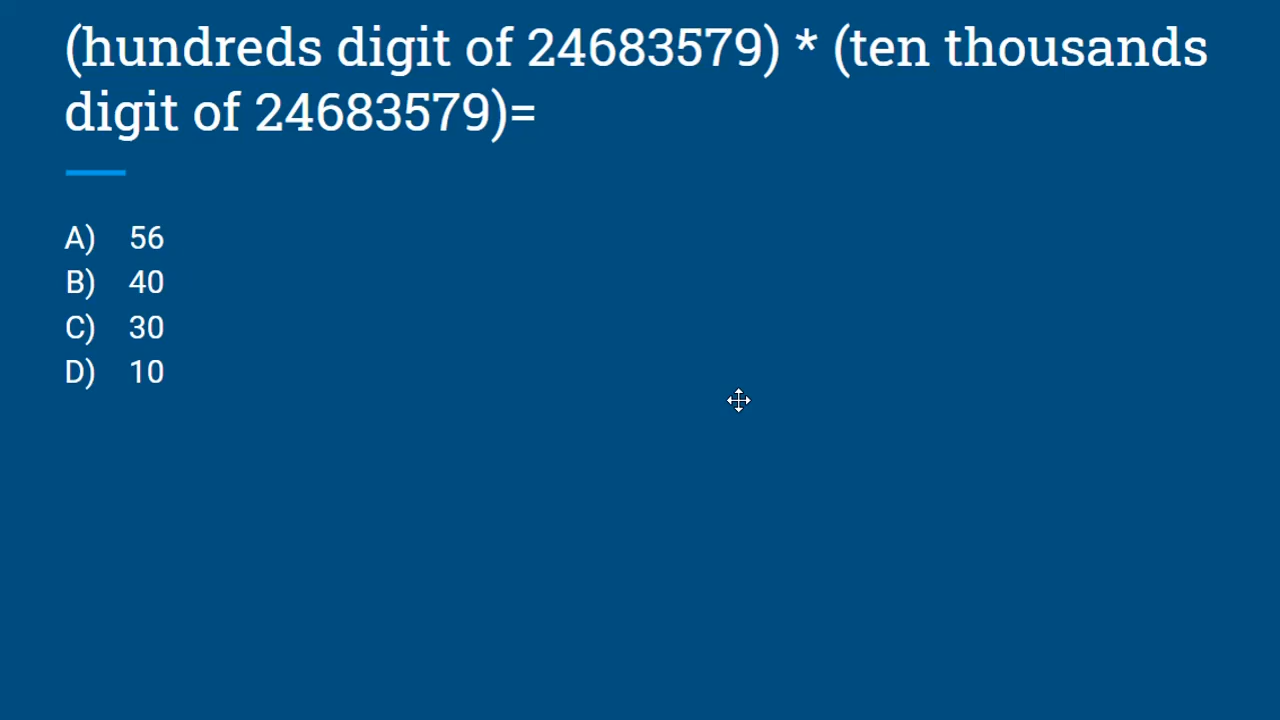 (hundreds digit of 24683579) * (ten thousands
digit of 24683579)=
A) 56
B) 40
C) 30
D) 10